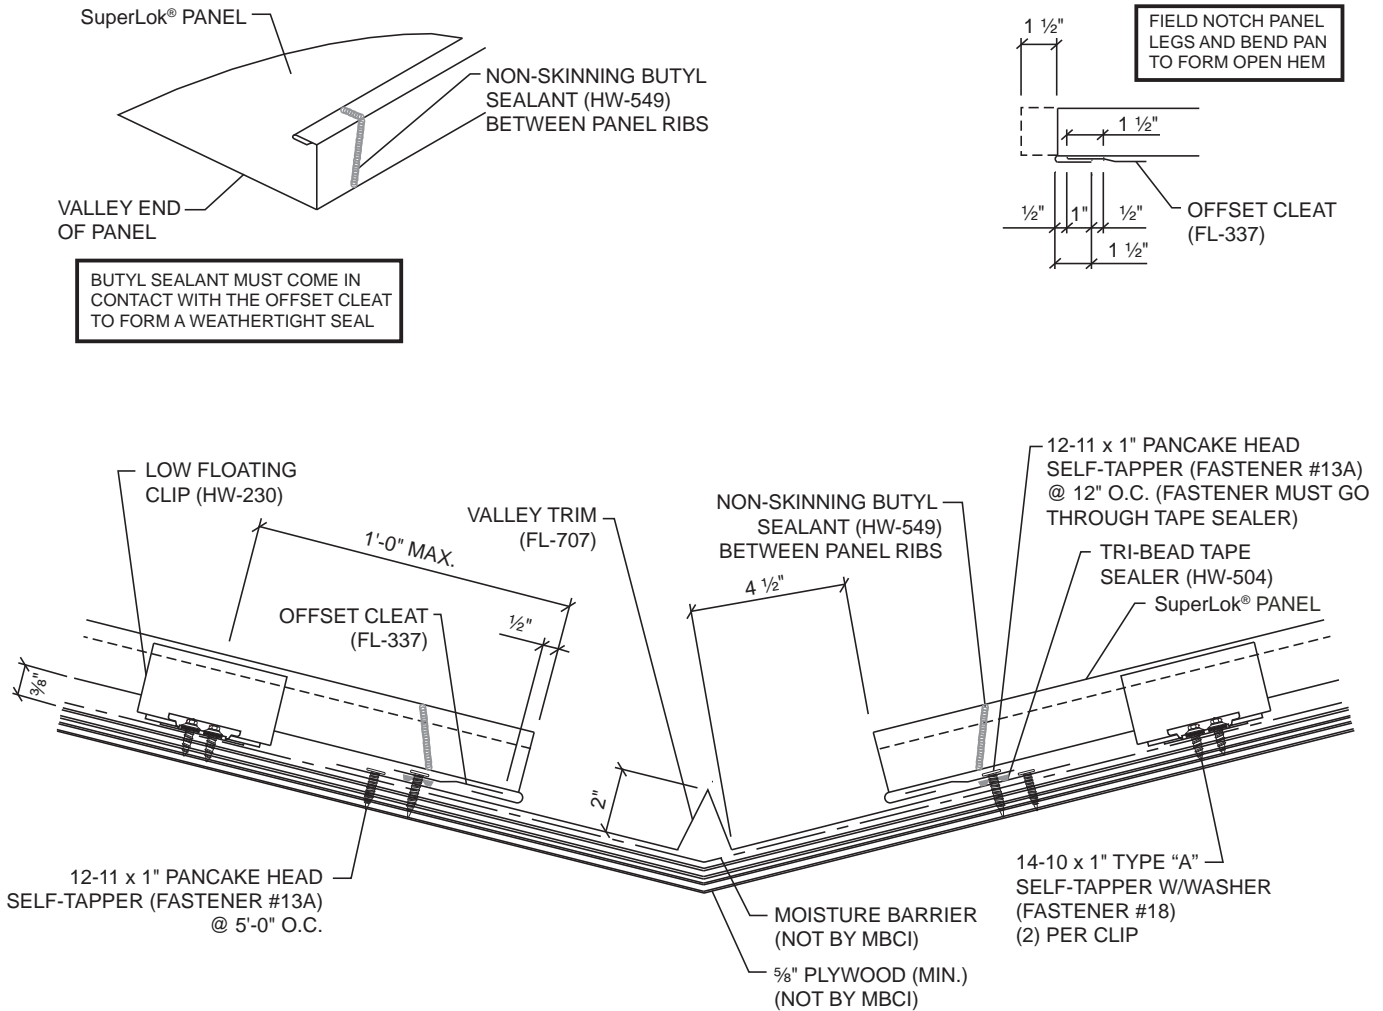 SuperLok® PANEL
NON-SKINNING BUTYL
SEALANT (HW-549)
BETWEEN PANEL RIBS
VALLEY END
OF PANEL
BUTYL SEALANT MUST COME IN
CONTACT WITH THE OFFSET CLEAT
TO FORM A WEATHERTIGHT SEAL
1 ½"
FIELD NOTCH PANEL
LEGS AND BEND PAN
TO FORM OPEN HEM
1 ½"
½"
1"
½"
1 ½"
OFFSET CLEAT
(FL-337)
LOW FLOATING
CLIP (HW-230)
1'-0" MAX.
VALLEY TRIM
(FL-707)
OFFSET CLEAT
(FL-337)
½"
⅜"
NON-SKINNING BUTYL
SEALANT (HW-549)
BETWEEN PANEL RIBS
4 ½"
12-11 x 1" PANCAKE HEAD
SELF-TAPPER (FASTENER #13A)
@ 12" O.C. (FASTENER MUST GO
THROUGH TAPE SEALER)
TRI-BEAD TAPE
SEALER (HW-504)
SuperLok® PANEL
2"
12-11 x 1" PANCAKE HEAD
SELF-TAPPER (FASTENER #13A)
@ 5'-0" O.C.
14-10 x 1" TYPE “A”
SELF-TAPPER W/WASHER
(FASTENER #18)
(2) PER CLIP
MOISTURE BARRIER
(NOT BY MBCI)
⅝" PLYWOOD (MIN.)
(NOT BY MBCI)